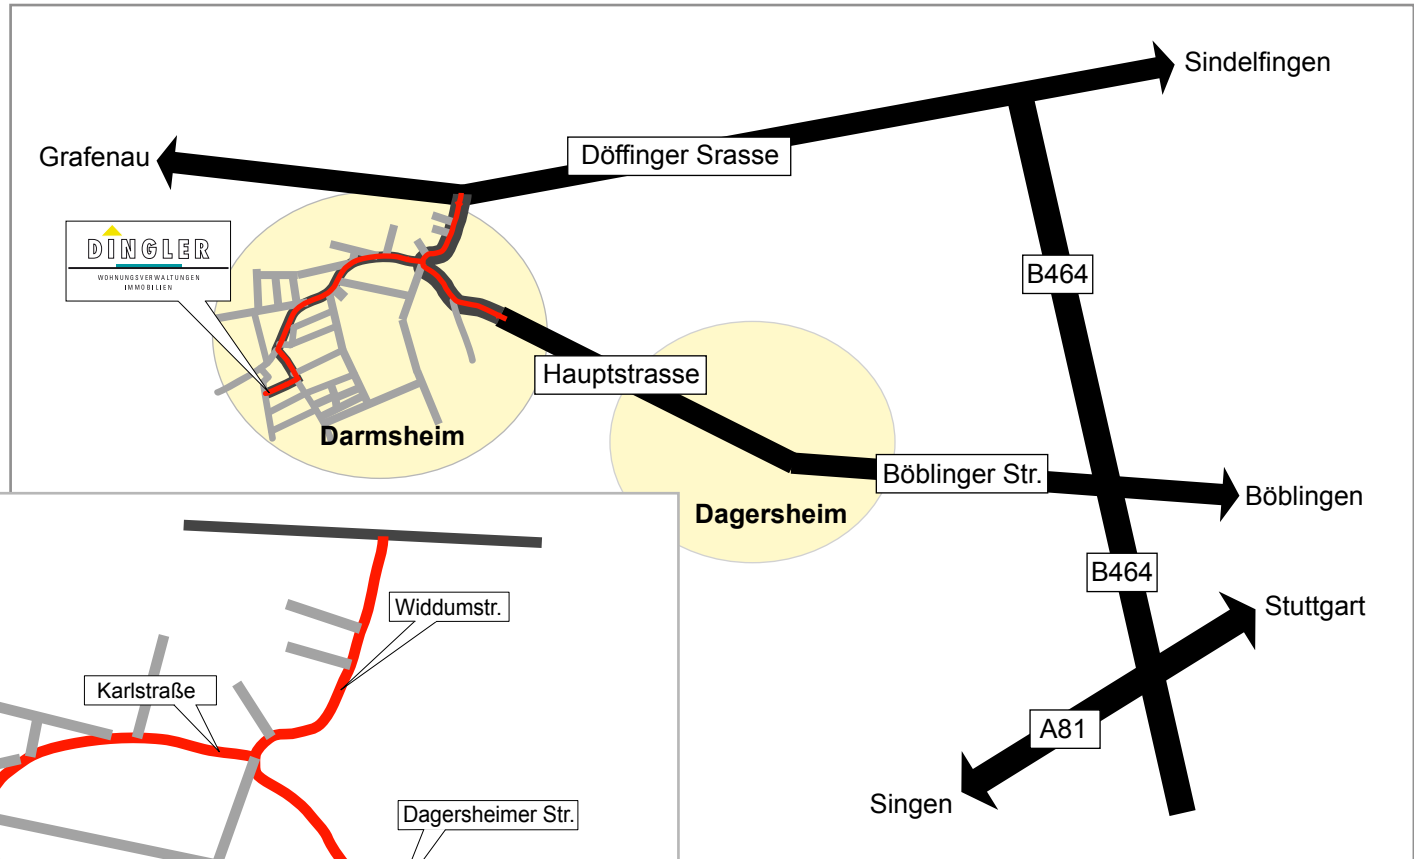 Sindelfingen
Grafenau
Döffinger Srasse
DINGLER
WOHNUNGSVERWALTUNGEN
IMMOBILIEN
B464
Hauptstrasse
Darmsheim
Böblinger Str.
Böblingen
Dagersheim
B464
Stuttgart
Widdumstr.
Karlstraße
A81
Singen
Dagersheimer Str.